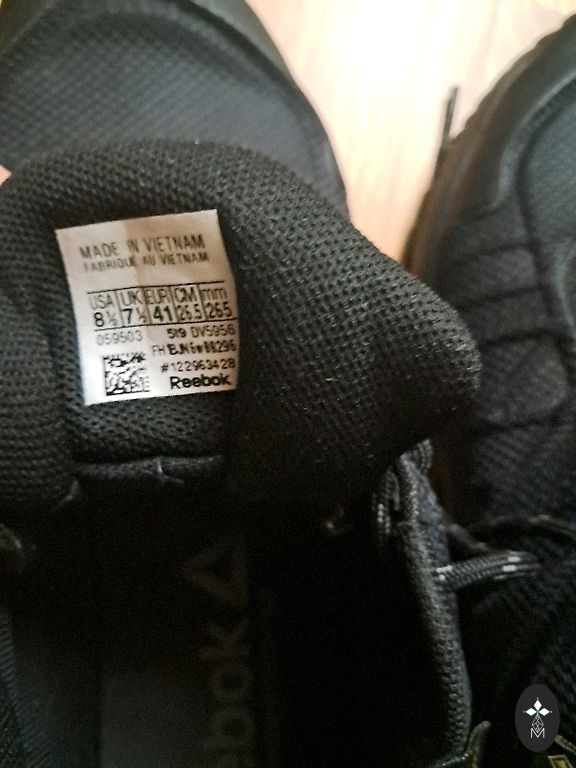 MADE IN VIETNAM
FABRIQUÉ AU VIETNAM
USA UK EUR CM mm
8½ 7½ 41 26.5 265
059503 519
#122963428
Reebok
Reebok
M